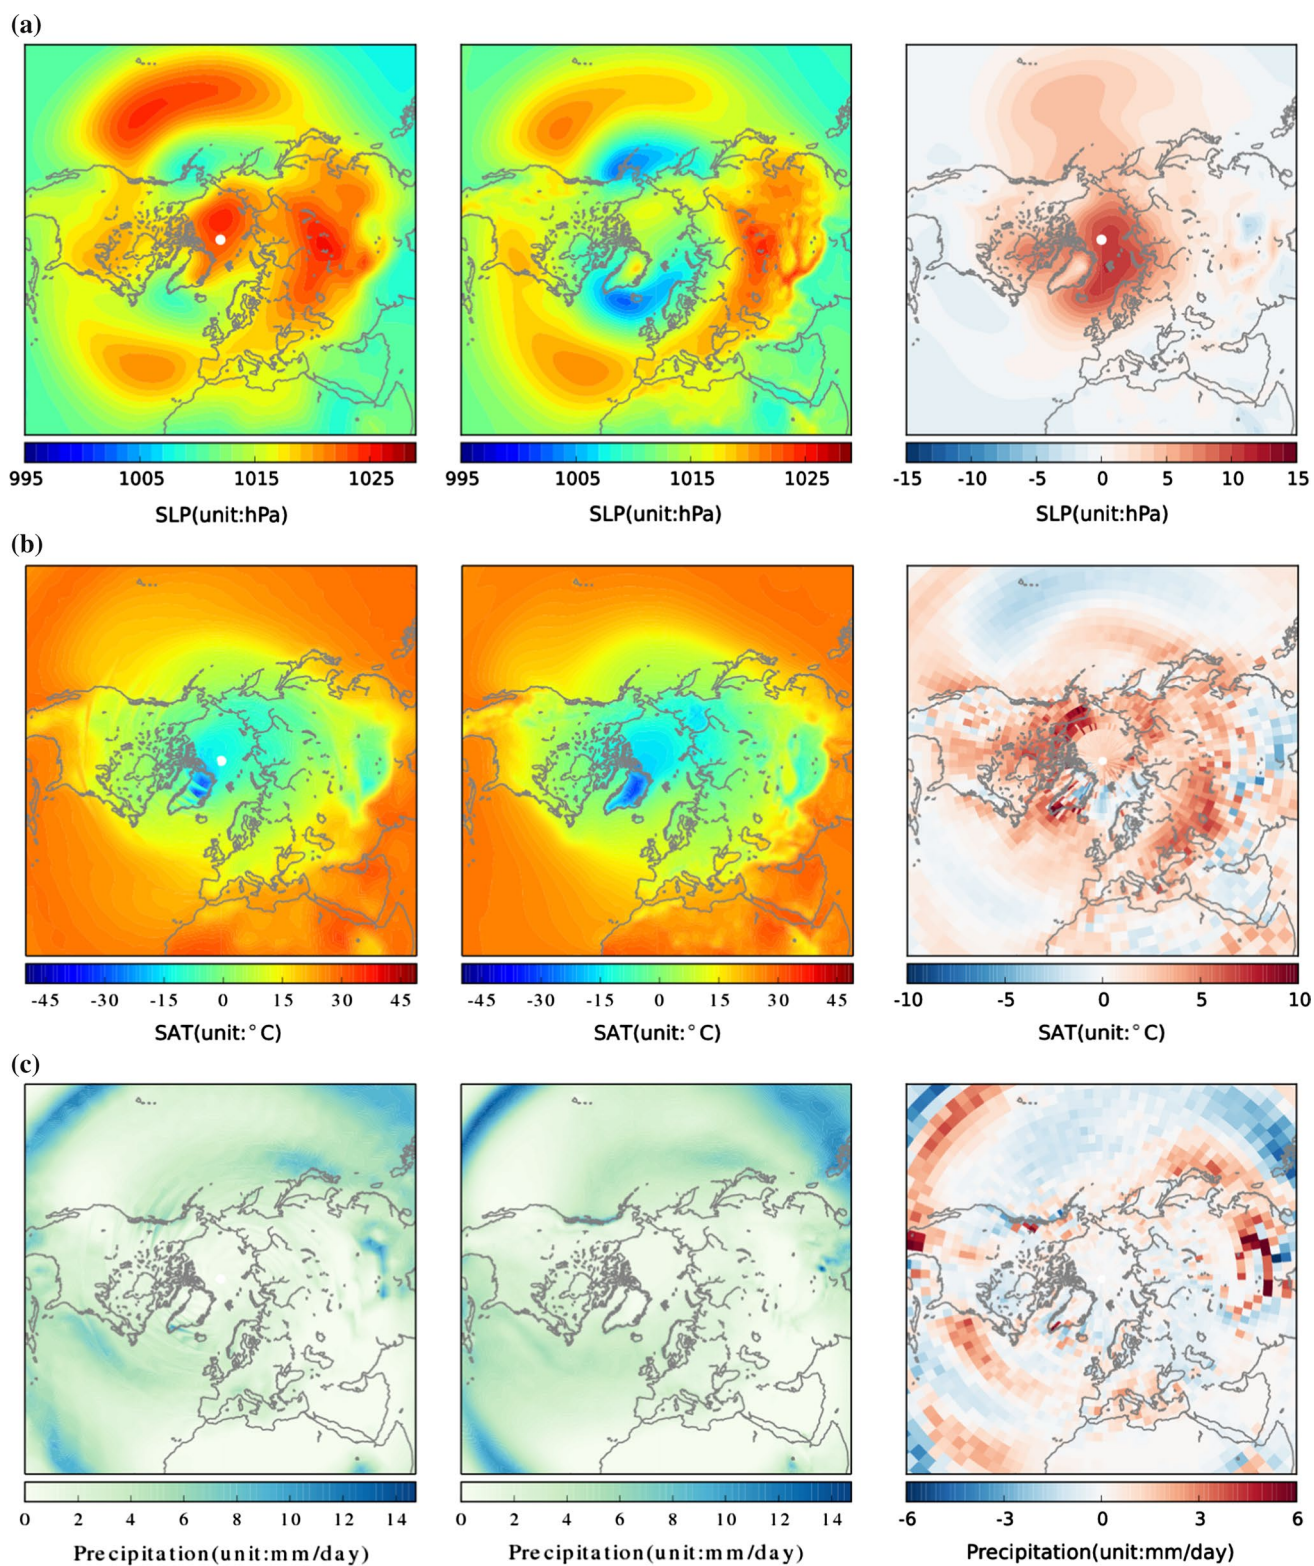 (a)
995 1005 1015 1025
SLP(unit:hPa)
995 1005 1015 1025
SLP(unit:hPa)
-15 -10 -5 0 5 10 15
SLP(unit:hPa)
(b)
-45 -30 -15 0 15 30 45
SAT(unit:°C)
-45 -30 -15 0 15 30 45
SAT(unit:°C)
-10 -5 0 5 10
SAT(unit:°C)
(c)
0 2 4 6 8 10 12 14
Precipitation(unit:mm/day)
0 2 4 6 8 10 12 14
Precipitation(unit:mm/day)
-6 -3 0 3 6
Precipitation(unit:mm/day)